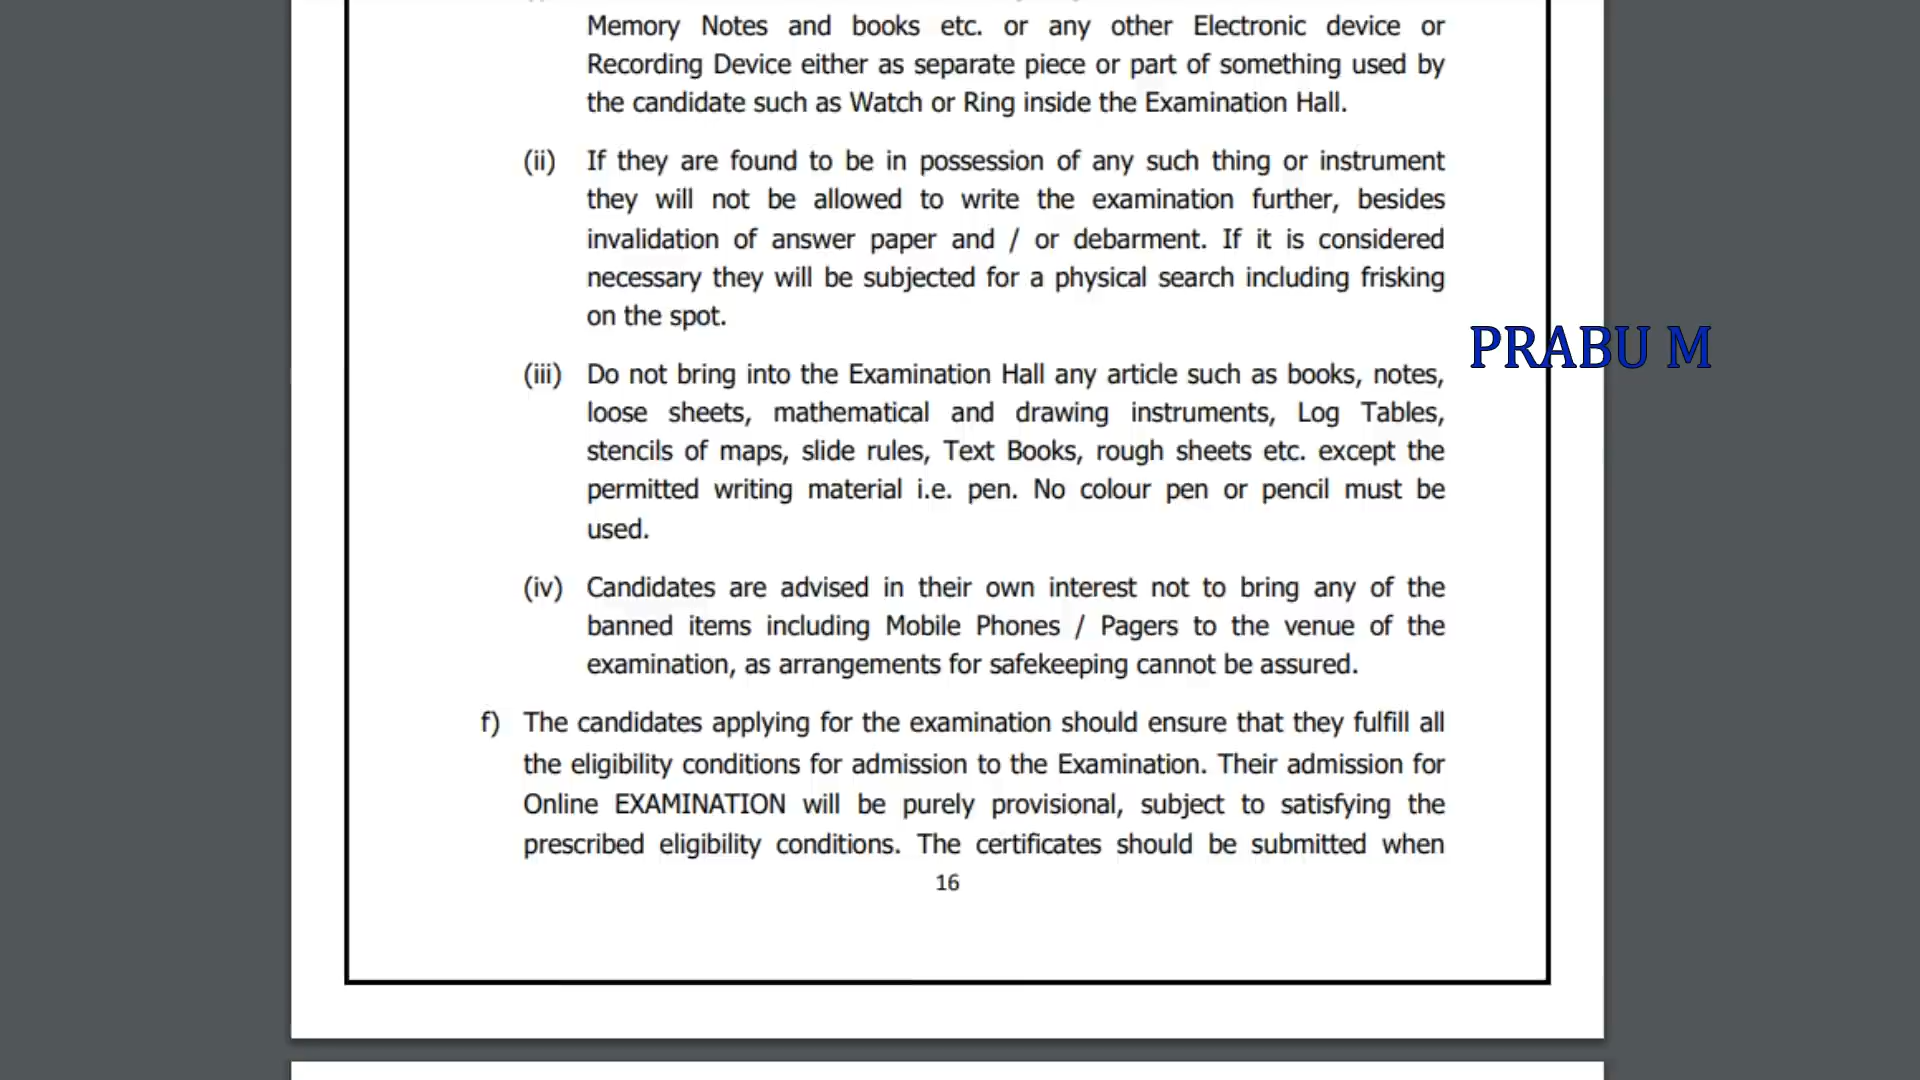 Memory Notes and books etc. or any other Electronic device or
Recording Device either as separate piece or part of something used by
the candidate such as Watch or Ring inside the Examination Hall.
(ii) If they are found to be in possession of any such thing or instrument
they will not be allowed to write the examination further, besides
invalidation of answer paper and / or debarment. If it is considered
necessary they will be subjected for a physical search including frisking
on the spot.
PRABU M
(iii) Do not bring into the Examination Hall any article such as books, notes,
loose sheets, mathematical and drawing instruments, Log Tables,
stencils of maps, slide rules, Text Books, rough sheets etc. except the
permitted writing material i.e. pen. No colour pen or pencil must be
used.
(iv) Candidates are advised in their own interest not to bring any of the
banned items including Mobile Phones / Pagers to the venue of the
examination, as arrangements for safekeeping cannot be assured.
f) The candidates applying for the examination should ensure that they fulfill all
the eligibility conditions for admission to the Examination. Their admission for
Online EXAMINATION will be purely provisional, subject to satisfying the
prescribed eligibility conditions. The certificates should be submitted when
16